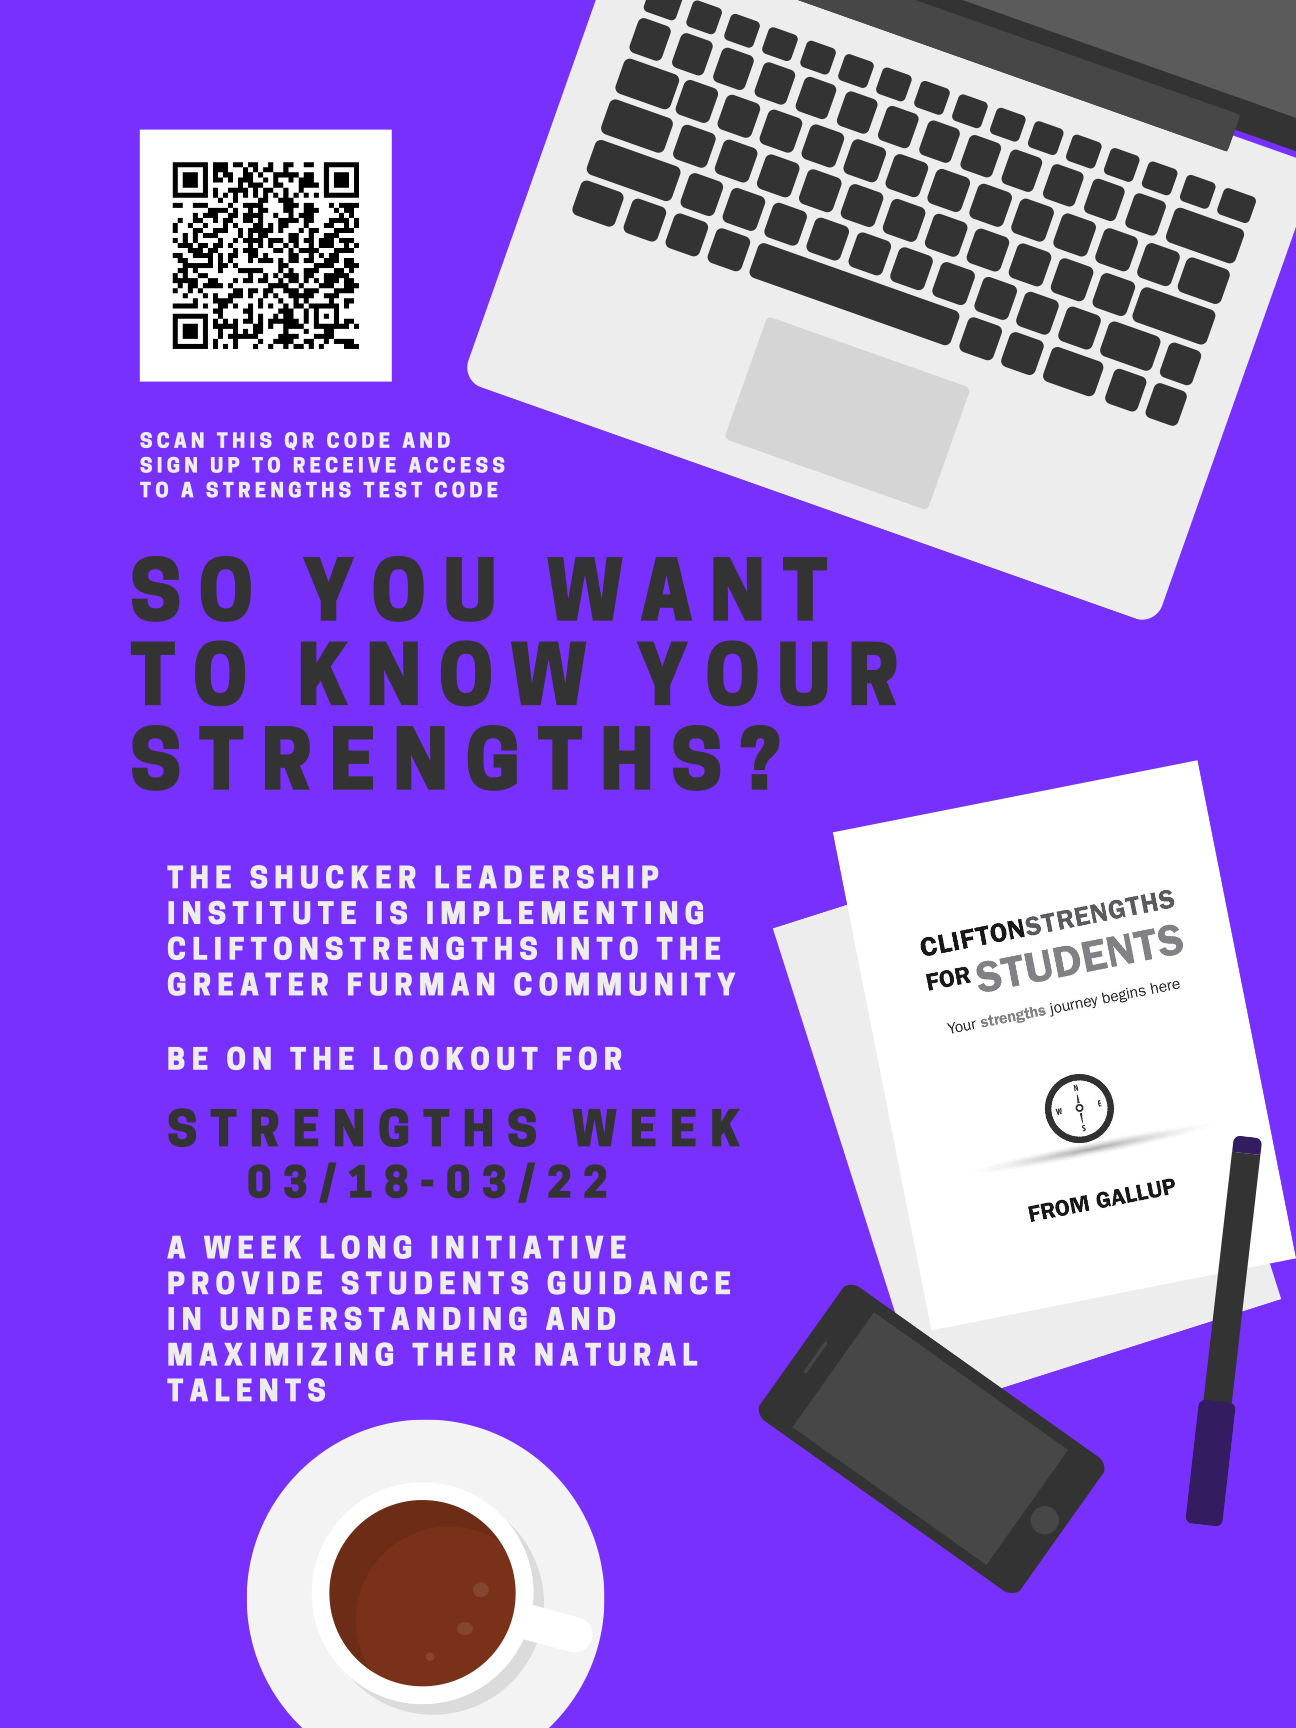 SCAN THIS QR CODE AND
SIGN UP TO RECEIVE ACCESS
TO A STRENGTHS TEST CODE
SO YOU WANT
TO KNOW YOUR
STRENGTHS?
THE SHUCKER LEADERSHIP
INSTITUTE IS IMPLEMENTING
CLIFTONSTRENGTHS INTO THE
GREATER FURMAN COMMUNITY
BE ON THE LOOKOUT FOR
STRENGTHS WEEK
03/18-03/22
A WEEK LONG INITIATIVE
PROVIDE STUDENTS GUIDANCE
IN UNDERSTANDING AND
MAXIMIZING THEIR NATURAL
TALENTS
CLIFTONSTRENGTHS
FOR STUDENTS
Your strengths journey begins here
N
W E
S
FROM GALLUP